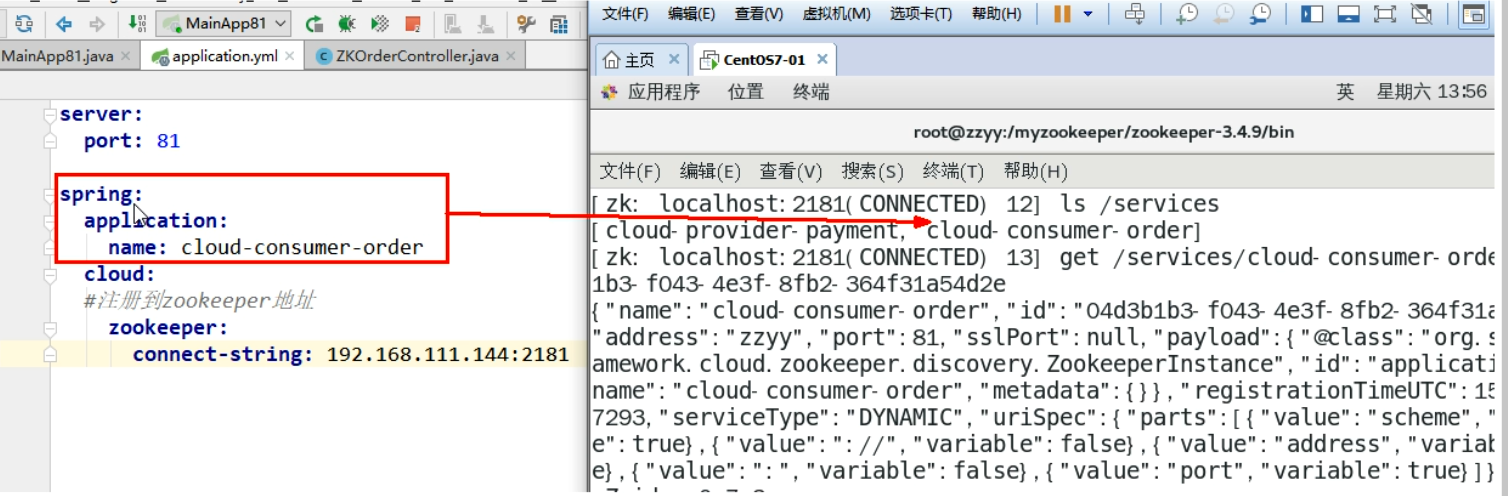 MainApp81
MainApp81.java
application.yml
ZKOrderController.java
server:
port: 81
spring:
application:
name: cloud-consumer-order
cloud:
#注册到zookeeper地址
zookeeper:
connect-string: 192.168.111.144:2181
文件(F) 编辑(E) 查看(V) 虚拟机(M) 选项卡(T) 帮助(H)
主页
CentOS7-01
应用程序 位置 终端 英 星期六 13:56
root@zzyy:/myzookeeper/zookeeper-3.4.9/bin
文件(F) 编辑(E) 查看(V) 搜索(S) 终端(T) 帮助(H)
[zk: localhost:2181(CONNECTED) 12] ls /services
[cloud-provider-payment, cloud-consumer-order]
[zk: localhost:2181(CONNECTED) 13] get /services/cloud-consumer-orde
1b3-f043-4e3f-8fb2-364f31a54d2e
{"name":"cloud-consumer-order","id":"04d3b1b3-f043-4e3f-8fb2-364f31a
"address":"zzyy","port":81,"sslPort":null,"payload":{"@class":"org.s
amework.cloud.zookeeper.discovery.ZookeeperInstance","id":"applicati
name":"cloud-consumer-order","metadata":{}},"registrationTimeUTC":15
7293,"serviceType":"DYNAMIC","uriSpec":{"parts":[{"value":"scheme","
e":true},{"value":"://","variable":false},{"value":"address","variab
e},{"value":":","variable":false},{"value":"port","variable":true}]}